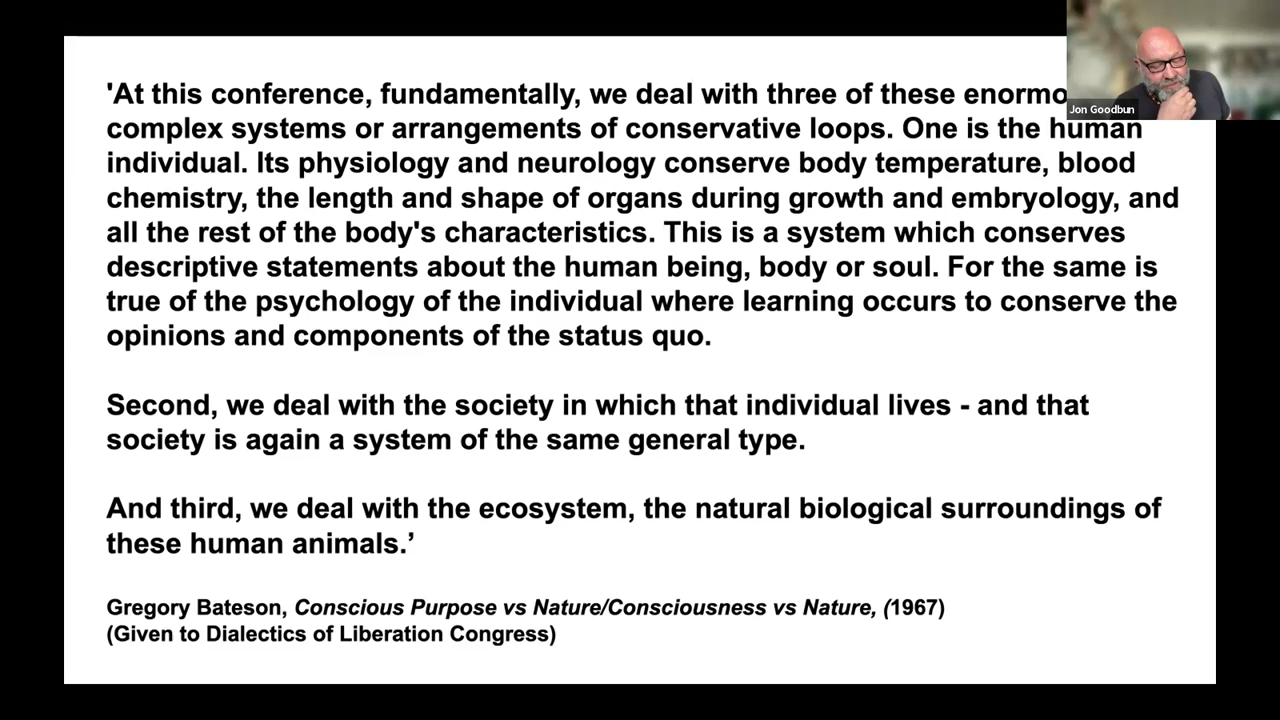 'At this conference, fundamentally, we deal with three of these
complex systems or arrangements of conservative loops. One is the human
individual. Its physiology and neurology conserve body temperature, blood
chemistry, the length and shape of organs during growth and embryology, and
all the rest of the body's characteristics. This is a system which conserves
descriptive statements about the human being, body or soul. For the same is
true of the psychology of the individual where learning occurs to conserve the
opinions and components of the status quo.
Second, we deal with the society in which that individual lives - and that
society is again a system of the same general type.
And third, we deal with the ecosystem, the natural biological surroundings of
these human animals.’
Gregory Bateson, Conscious Purpose vs Nature/Consciousness vs Nature, (1967)
(Given to Dialectics of Liberation Congress)
Jon Goodbun